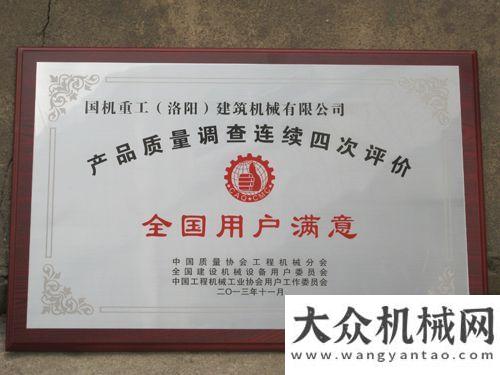 国机重工（洛阳）建筑机械有限公司
产品质量调查连续四次评价
CAQ CMC
全国用户满意
中国质量协会工程机械分会
全国建设机械设备用户委员会
中国工程机械工业协会用户工作委员会
二〇一三年十一月
大众机械网
www.wangyantao.com